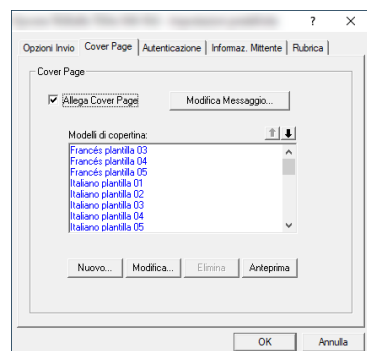 Opzioni Invio Cover Page Autenticazione Informaz. Mittente Rubrica
Cover Page
Allega Cover Page Modifica Messaggio...
Modelli di copertina:
Francés plantilla 03
Francés plantilla 04
Francés plantilla 05
Italiano plantilla 01
Italiano plantilla 02
Italiano plantilla 03
Italiano plantilla 04
Italiano plantilla 05
Nuovo... Modifica... Elimina Anteprima
OK Annulla